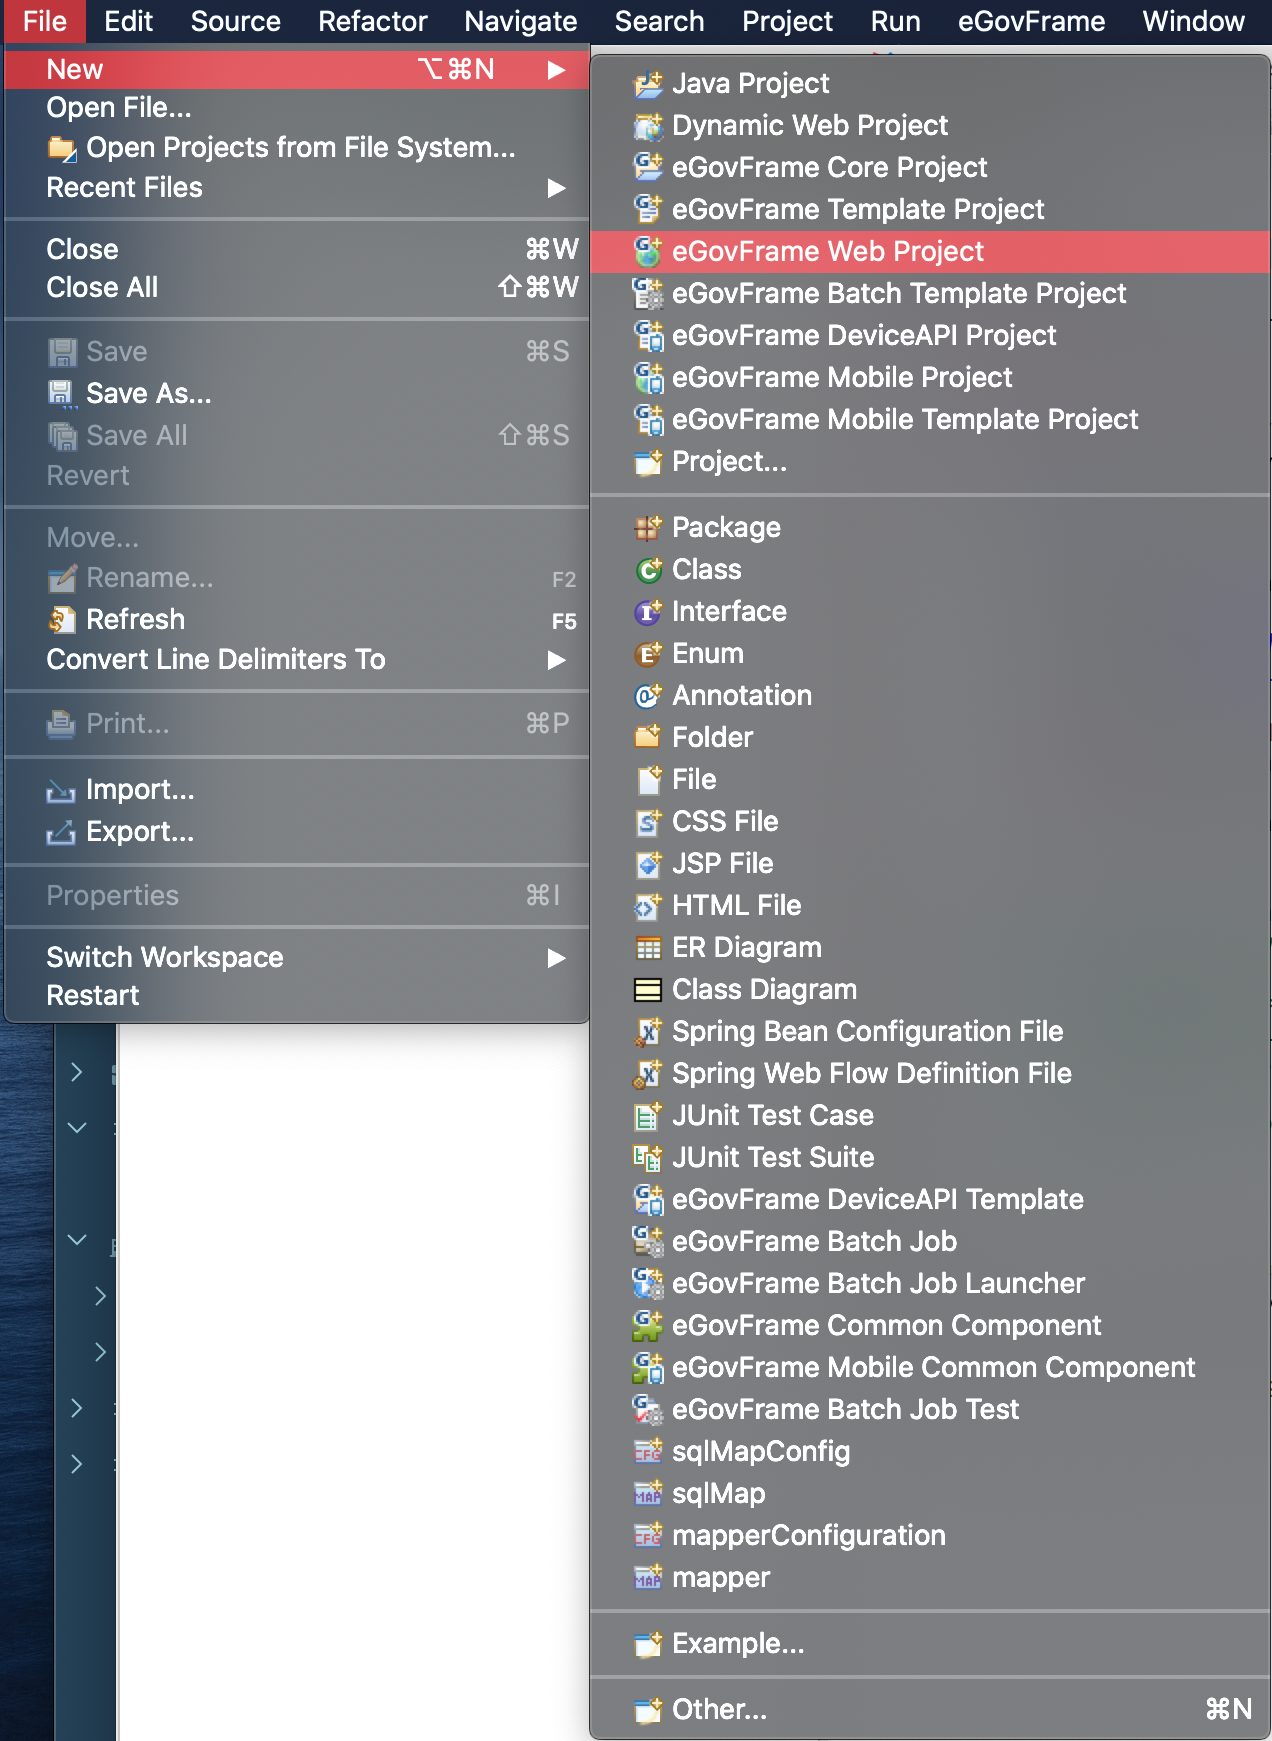 File Edit Source Refactor Navigate Search Project Run eGovFrame Window
New ⌥⌘N ▶
Open File...
Open Projects from File System...
Recent Files ▶
Close ⌘W
Close All ⇧⌘W
Save ⌘S
Save As...
Save All ⇧⌘S
Revert
Move...
Rename... F2
Refresh F5
Convert Line Delimiters To ▶
Print... ⌘P
Import...
Export...
Properties ⌘I
Switch Workspace ▶
Restart
Java Project
Dynamic Web Project
eGovFrame Core Project
eGovFrame Template Project
eGovFrame Web Project
eGovFrame Batch Template Project
eGovFrame DeviceAPI Project
eGovFrame Mobile Project
eGovFrame Mobile Template Project
Project...
Package
Class
Interface
Enum
Annotation
Folder
File
CSS File
JSP File
HTML File
ER Diagram
Class Diagram
Spring Bean Configuration File
Spring Web Flow Definition File
JUnit Test Case
JUnit Test Suite
eGovFrame DeviceAPI Template
eGovFrame Batch Job
eGovFrame Batch Job Launcher
eGovFrame Common Component
eGovFrame Mobile Common Component
eGovFrame Batch Job Test
sqlMapConfig
sqlMap
mapperConfiguration
mapper
Example...
Other... ⌘N